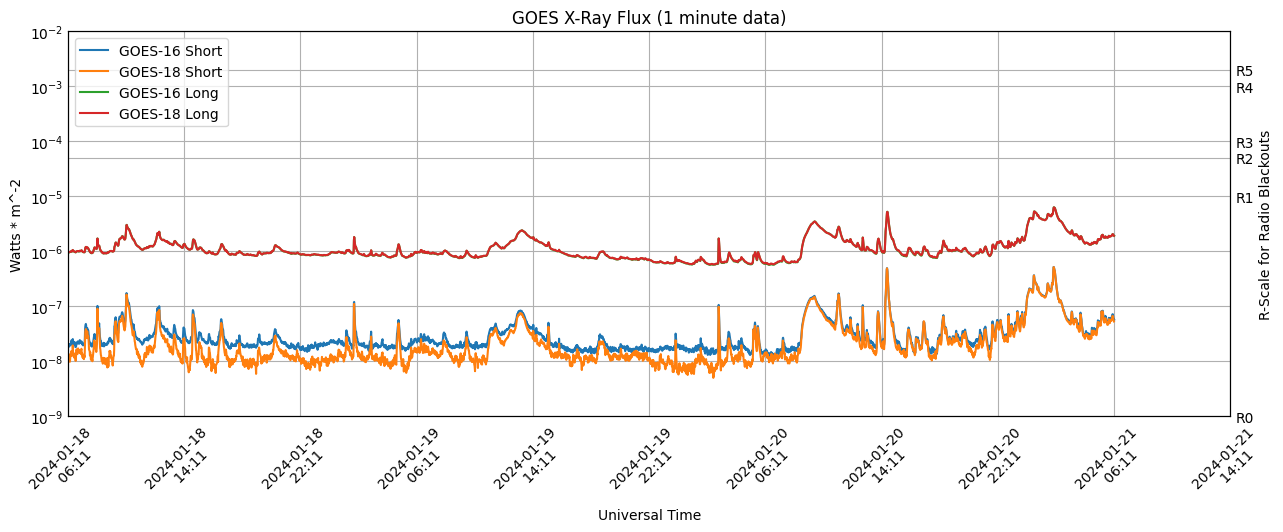 GOES X-Ray Flux (1 minute data)
GOES-16 Short
GOES-18 Short
GOES-16 Long
GOES-18 Long
Watts * m^-2
10^-2
10^-3
10^-4
10^-5
10^-6
10^-7
10^-8
10^-9
R5
R4
R3
R2
R1
R0
R-Scale for Radio Blackouts
2024-01-18
06:11
2024-01-18
14:11
2024-01-18
22:11
2024-01-19
06:11
2024-01-19
14:11
2024-01-19
22:11
2024-01-20
06:11
2024-01-20
14:11
2024-01-20
22:11
2024-01-21
06:11
2024-01-21
14:11
Universal Time